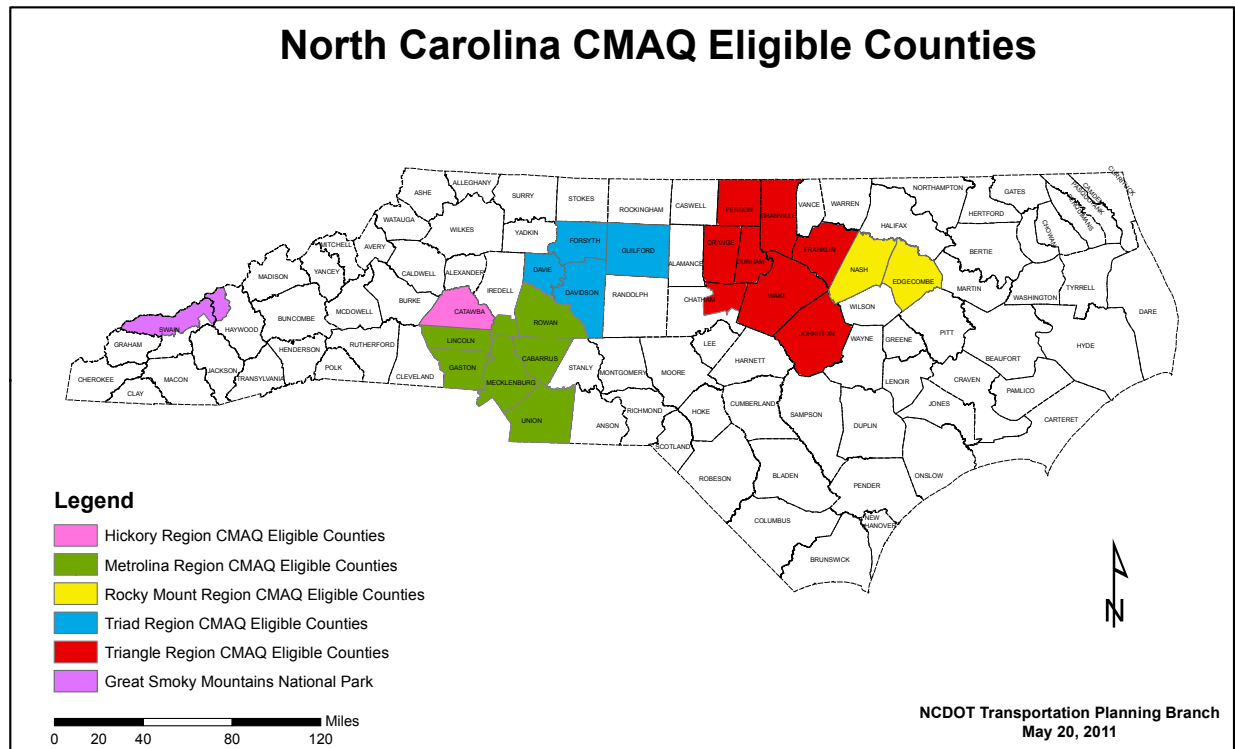 North Carolina CMAQ Eligible Counties
ALLEGHANY
ASHE
SURRY
STOKES
ROCKINGHAM
CASWELL
PERSON
GRANVILLE
VANCE
WARREN
NORTHAMPTON
GATES
CURRITUCK
CAMDEN
PASQUOTANK
PERQUIMANS
HERTFORD
CHOWAN
HALIFAX
WATAUGA
WILKES
YADKIN
FORSYTH
GUILFORD
ALAMANCE
ORANGE
DURHAM
FRANKLIN
NASH
EDGECOMBE
BERTIE
MARTIN
WASHINGTON
TYRRELL
DARE
MITCHELL
AVERY
YANCEY
MADISON
CALDWELL
ALEXANDER
IREDELL
DAVIE
DAVIDSON
RANDOLPH
CHATHAM
WAKE
WILSON
PITT
HYDE
BURKE
MCDOWELL
BUNCOMBE
CATAWBA
ROWAN
JOHNSTON
WAYNE
GREENE
BEAUFORT
SWAIN
HAYWOOD
GRAHAM
HENDERSON
RUTHERFORD
LINCOLN
CABARRUS
LEE
HARNETT
CHEROKEE
MACON
JACKSON
TRANSYLVANIA
POLK
CLEVELAND
GASTON
MECKLENBURG
STANLY
MONTGOMERY
MOORE
LENOIR
CRAVEN
PAMLICO
CLAY
UNION
ANSON
RICHMOND
HOKE
CUMBERLAND
SAMPSON
DUPLIN
JONES
CARTERET
SCOTLAND
ROBESON
BLADEN
PENDER
ONSLOW
COLUMBUS
NEW
HANOVER
BRUNSWICK
Legend
Hickory Region CMAQ Eligible Counties
Metrolina Region CMAQ Eligible Counties
Rocky Mount Region CMAQ Eligible Counties
Triad Region CMAQ Eligible Counties
Triangle Region CMAQ Eligible Counties
Great Smoky Mountains National Park
Miles
0 20 40 80 120
N
NCDOT Transportation Planning Branch
May 20, 2011